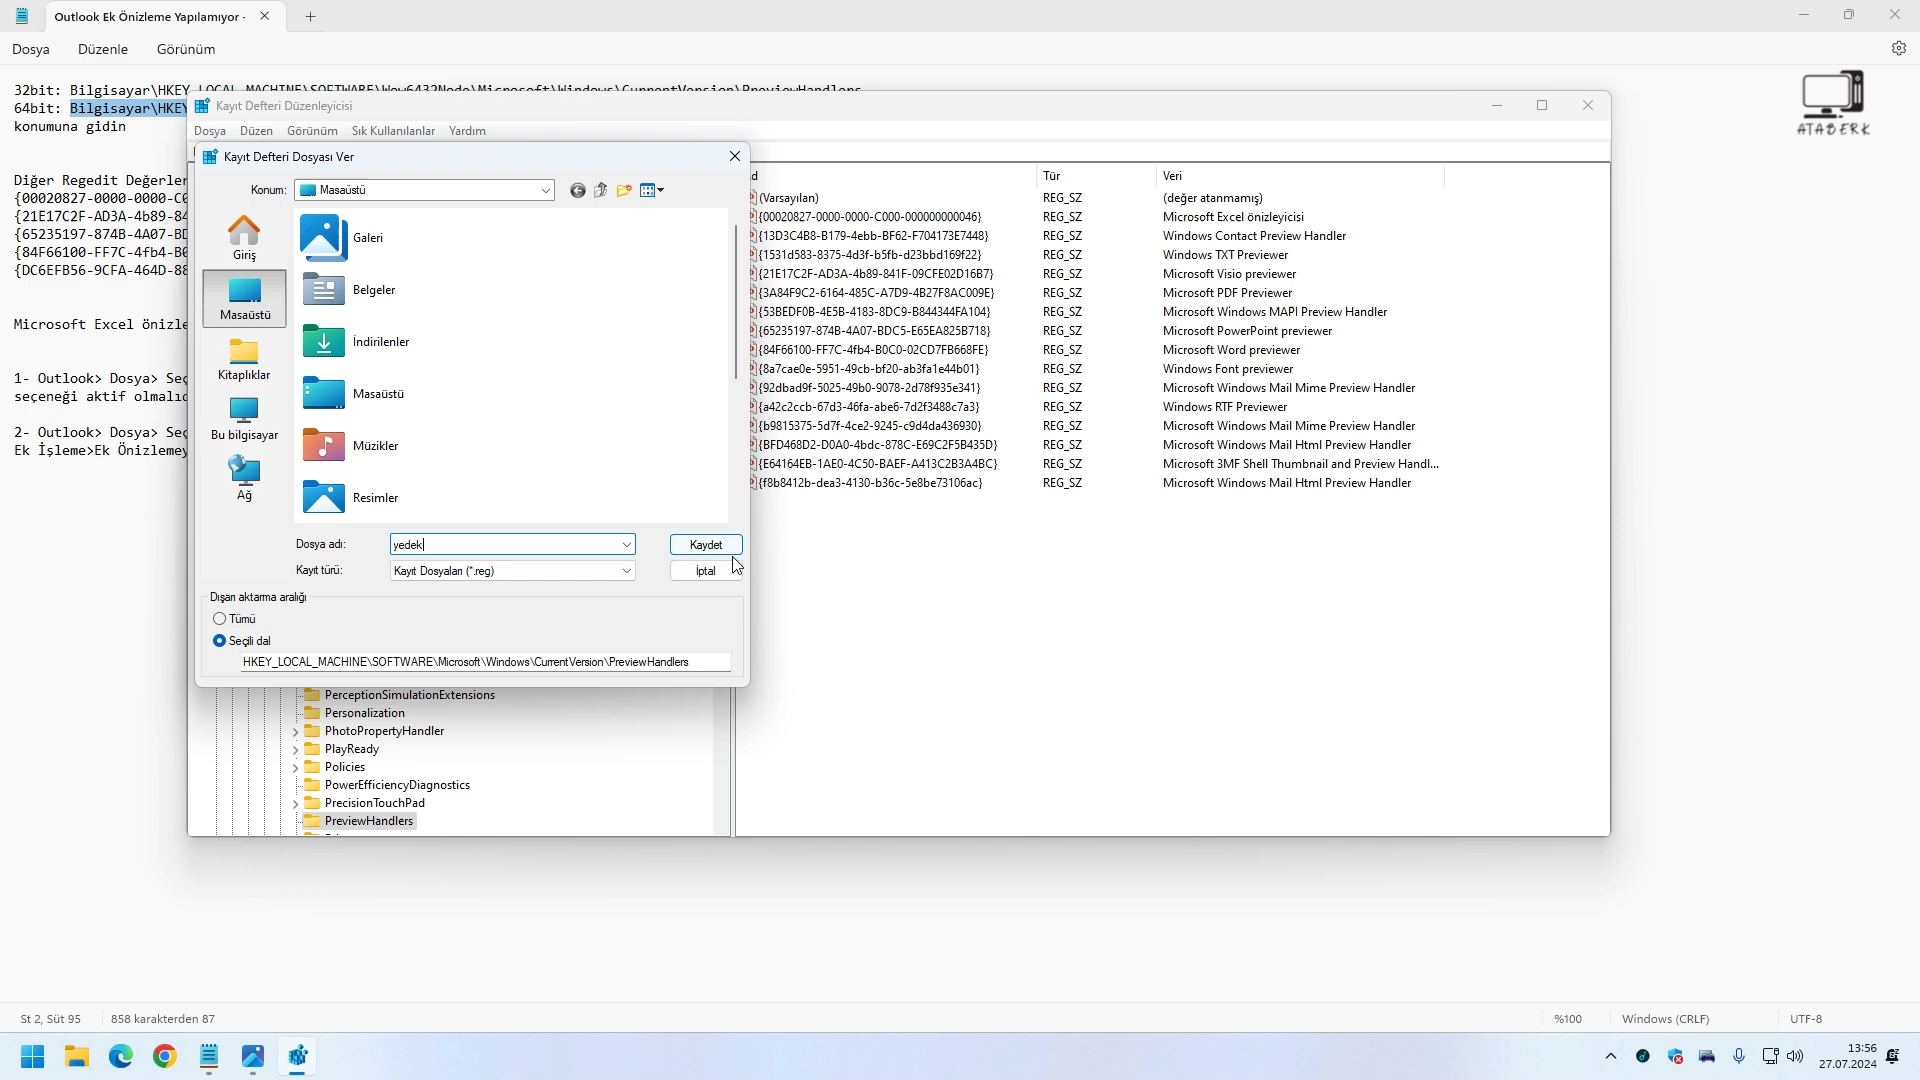 Outlook Ek Önizleme Yapılamıyor -
Dosya Düzenle Görünüm
32bit: Bilgisayar\HKEY_LOCAL_MACHINE\SOFTWARE\Wow6432Node\Microsoft\Windows\CurrentVersion\PreviewHandlers
64bit: Bilgisayar\HKEY
konumuna gidin
Diğer Regedit Değerler
{00020827-0000-0000-C0
{21E17C2F-AD3A-4b89-84
{65235197-874B-4A07-BD
{84F66100-FF7C-4fb4-B0
{DC6EFB56-9CFA-464D-88
Microsoft Excel önizle
1- Outlook> Dosya> Seç
seçeneği aktif olmalıd
2- Outlook> Dosya> Seç
Ek İşleme>Ek Önizlemey
ATABERK
Kayıt Defteri Düzenleyicisi
Dosya Düzen Görünüm Sık Kullanılanlar Yardım
Kayıt Defteri Dosyası Ver
Konum: Masaüstü
Giriş
Masaüstü
Kitaplıklar
Bu bilgisayar
Ağ
Galeri
Belgeler
İndirilenler
Masaüstü
Müzikler
Resimler
Dosya adı: yedek Kaydet
Kayıt türü: Kayıt Dosyaları (*.reg) İptal
Dışarı aktarma aralığı
Tümü
Seçili dal
HKEY_LOCAL_MACHINE\SOFTWARE\Microsoft\Windows\CurrentVersion\PreviewHandlers
PerceptionSimulationExtensions
Personalization
PhotoPropertyHandler
PlayReady
Policies
PowerEfficiencyDiagnostics
PrecisionTouchPad
PreviewHandlers
d Tür Veri
(Varsayılan) REG_SZ (değer atanmamış)
{00020827-0000-0000-C000-000000000046} REG_SZ Microsoft Excel önizleyicisi
{13D3C4B8-B179-4ebb-BF62-F704173E7448} REG_SZ Windows Contact Preview Handler
{1531d583-8375-4d3f-b5fb-d23bbd169f22} REG_SZ Windows TXT Previewer
{21E17C2F-AD3A-4b89-841F-09CFE02D16B7} REG_SZ Microsoft Visio previewer
{3A84F9C2-6164-485C-A7D9-4B27F8AC009E} REG_SZ Microsoft PDF Previewer
{53BEDF0B-4E5B-4183-8DC9-B844344FA104} REG_SZ Microsoft Windows MAPI Preview Handler
{65235197-874B-4A07-BDC5-E65EA825B718} REG_SZ Microsoft PowerPoint previewer
{84F66100-FF7C-4fb4-B0C0-02CD7FB668FE} REG_SZ Microsoft Word previewer
{8a7cae0e-5951-49cb-bf20-ab3fa1e44b01} REG_SZ Windows Font previewer
{92dbad9f-5025-49b0-9078-2d78f935e341} REG_SZ Microsoft Windows Mail Mime Preview Handler
{a42c2ccb-67d3-46fa-abe6-7d2f3488c7a3} REG_SZ Windows RTF Previewer
{b9815375-5d7f-4ce2-9245-c9d4da436930} REG_SZ Microsoft Windows Mail Mime Preview Handler
{BFD468D2-D0A0-4bdc-878C-E69C2F5B435D} REG_SZ Microsoft Windows Mail Html Preview Handler
{E64164EB-1AE0-4C50-BAEF-A413C2B3A4BC} REG_SZ Microsoft 3MF Shell Thumbnail and Preview Handl...
{f8b8412b-dea3-4130-b36c-5e8be73106ac} REG_SZ Microsoft Windows Mail Html Preview Handler
St 2, Süt 95 858 karakterden 87 %100 Windows (CRLF) UTF-8
13:56
27.07.2024